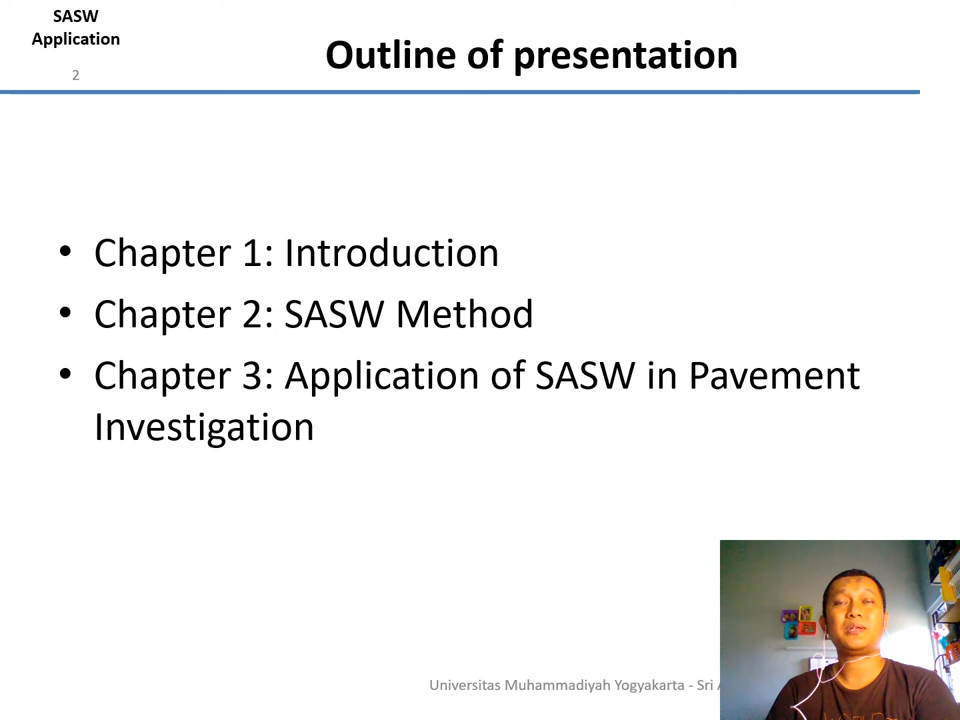 SASW
Application
2
Outline of presentation
• Chapter 1: Introduction
• Chapter 2: SASW Method
• Chapter 3: Application of SASW in Pavement
Investigation
Universitas Muhammadiyah Yogyakarta - Sri